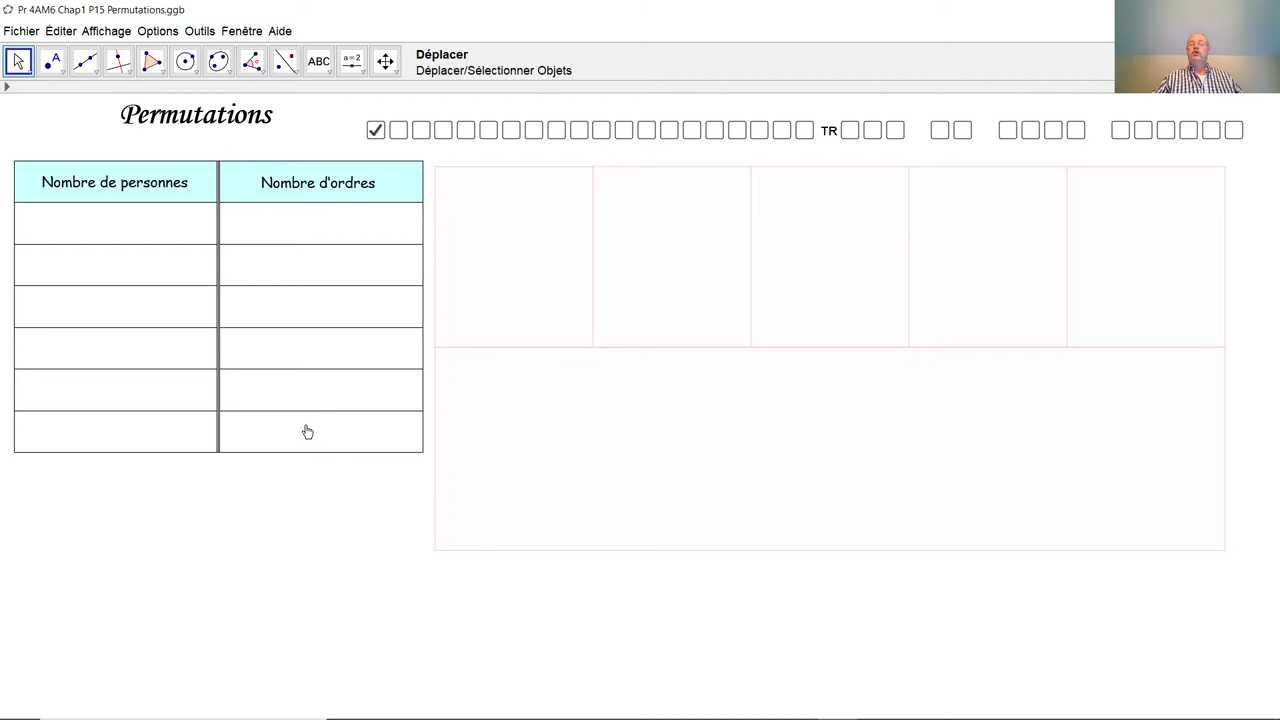 Pr 4AM6 Chap1 P15 Permutations.ggb
Fichier Éditer Affichage Options Outils Fenêtre Aide
A
ABC
a=2
Déplacer
Déplacer/Sélectionner Objets
Permutations
TR
Nombre de personnes
Nombre d'ordres